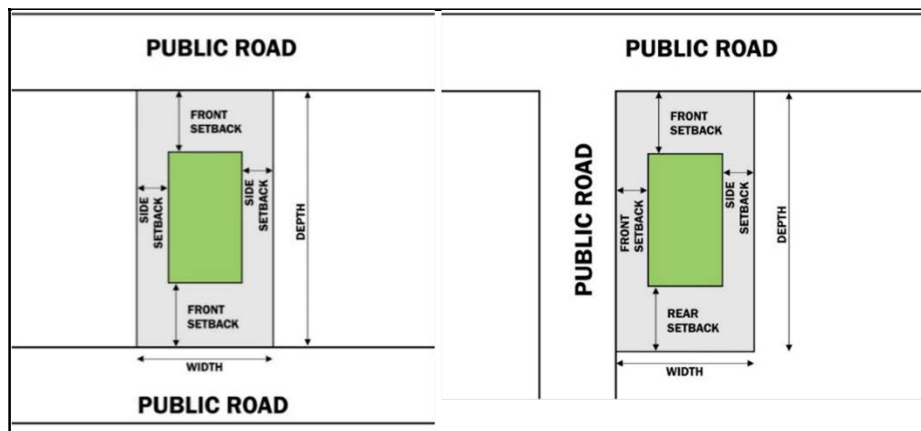 PUBLIC ROAD
FRONT
SETBACK
SIDE
SETBACK
SIDE
SETBACK
DEPTH
FRONT
SETBACK
WIDTH
PUBLIC ROAD
PUBLIC ROAD
PUBLIC ROAD
FRONT
SETBACK
FRONT
SETBACK
SIDE
SETBACK
DEPTH
REAR
SETBACK
WIDTH